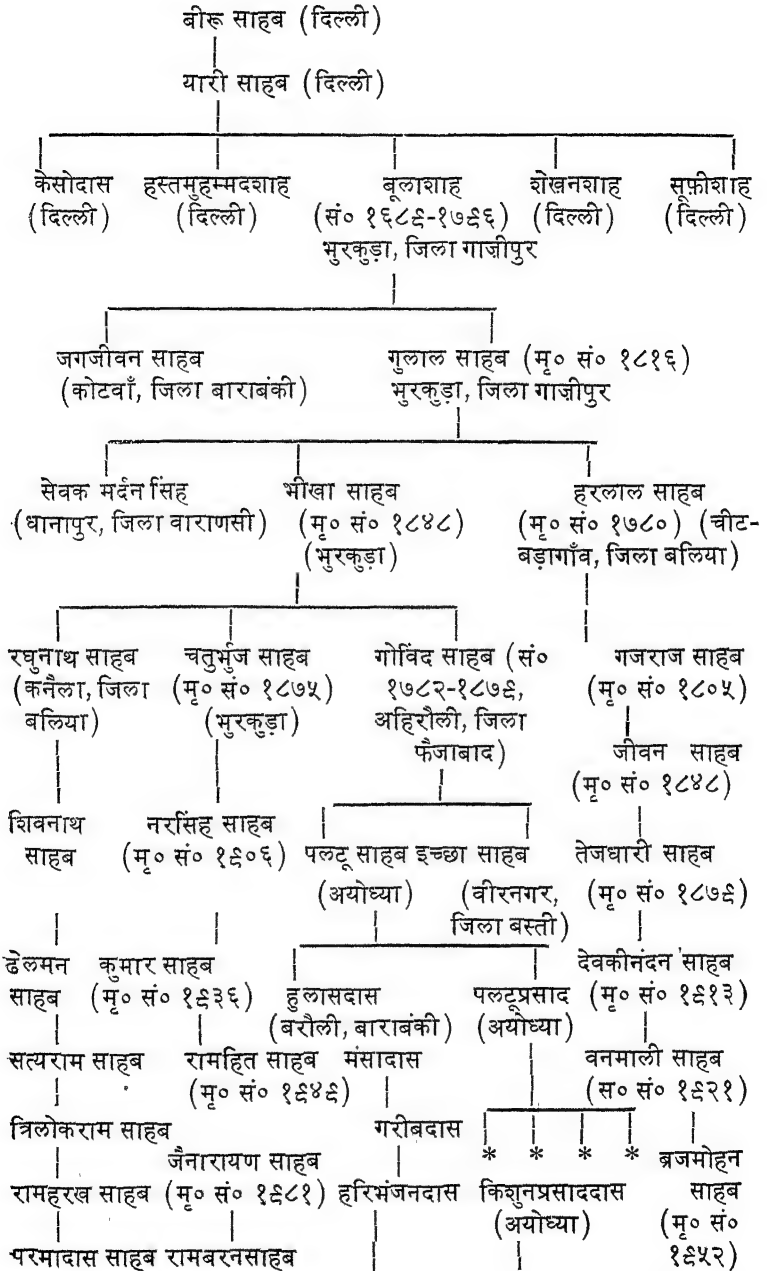 बीरू साहब (दिल्ली)
यारी साहब (दिल्ली)
केसोदास हस्तमुहम्मदशाह बूलाशाह शेखनशाह सूफ़ीशाह
(दिल्ली) (दिल्ली) (सं० १६८९-१७९६) (दिल्ली) (दिल्ली)
भुरकुड़ा, जिला गाज़ीपुर
जगजीवन साहब गुलाल साहब (मृ० सं० १८१६)
(कोटवाँ, जिला बाराबंकी) भुरकुड़ा, जिला गाज़ीपुर
सेवक मर्दन सिंह भीखा साहब हरलाल साहब
(धानापुर, जिला वाराणसी) (मृ० सं० १८४८) (मृ० सं० १७८०) (चीट-
(भुरकुड़ा) बड़ागाँव, जिला बलिया)
रघुनाथ साहब चतुर्भुज साहब गोविंद साहब (सं० गजराज साहब
(कनैला, जिला (मृ० सं० १८७५) १७८२-१८७९, (मृ० सं० १८०५)
बलिया) (भुरकुड़ा) अहिरौली, जिला
फैजाबाद) जीवन साहब
(मृ० सं० १८४८)
शिवनाथ नरसिंह साहब
साहब (मृ० सं० १९०६) पलटू साहब इच्छा साहब तेजधारी साहब
(अयोध्या) (वीरनगर, (मृ० सं० १८७९)
जिला बस्ती)
ढेलमन कुमार साहब देवकीनंदन साहब
साहब (मृ० सं० १९३६) हुलासदास पलटूप्रसाद (मृ० सं० १९१३)
(बरौली, बाराबंकी) (अयोध्या)
सत्यराम साहब रामहित साहब मंसादास वनमाली साहब
(मृ० सं० १९४९) (स० सं० १९२१)
त्रिलोकराम साहब गरीबदास
जैनारायण साहब * * * * ब्रजमोहन
रामहरख साहब (मृ० सं० १९८१) हरिभंजनदास किशुनप्रसाददास साहब
(अयोध्या) (मृ० सं०
परमादास साहब रामबरनसाहब १९५२)